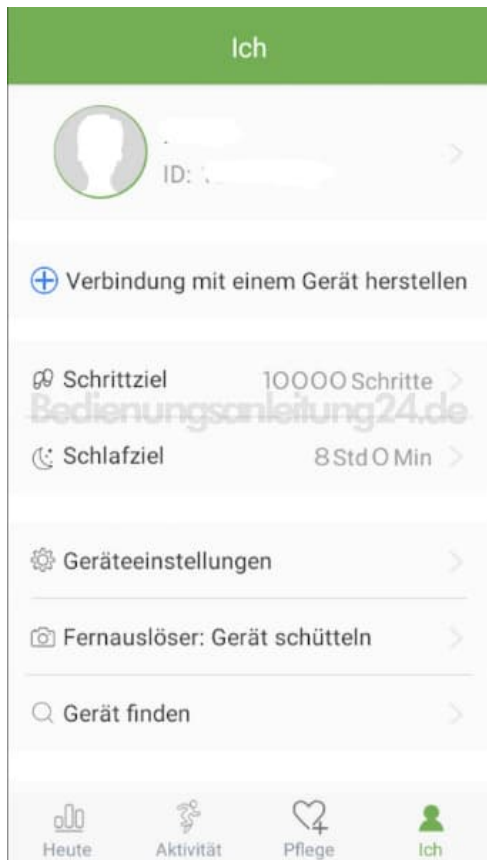 Ich
ID:
Verbindung mit einem Gerät herstellen
Schrittziel 10000 Schritte
Bedienungsanleitung24.de
Schlafziel 8 Std 0 Min
Geräteeinstellungen
Fernauslöser: Gerät schütteln
Gerät finden
Heute Aktivität Pflege Ich